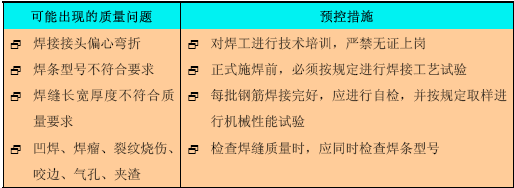 可能出现的质量问题
预控措施
焊接接头偏心弯折
焊条型号不符合要求
焊缝长宽厚度不符合质
量要求
凹焊、焊瘤、裂纹烧伤、
咬边、气孔、夹渣
对焊工进行技术培训，严禁无证上岗
正式施焊前，必须按规定进行焊接工艺试验
每批钢筋焊接完好，应进行自检，并按规定取样进
行机械性能试验
检查焊缝质量时，应同时检查焊条型号